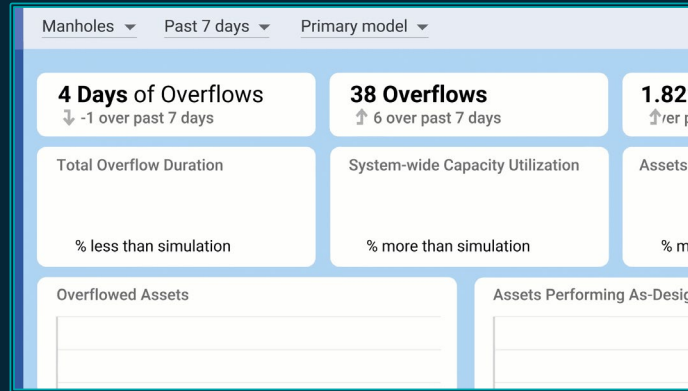 Manholes Past 7 days Primary model
4 Days of Overflows
-1 over past 7 days
38 Overflows
6 over past 7 days
1.82
Total Overflow Duration
% less than simulation
System-wide Capacity Utilization
% more than simulation
Assets
%
Overflowed Assets
Assets Performing